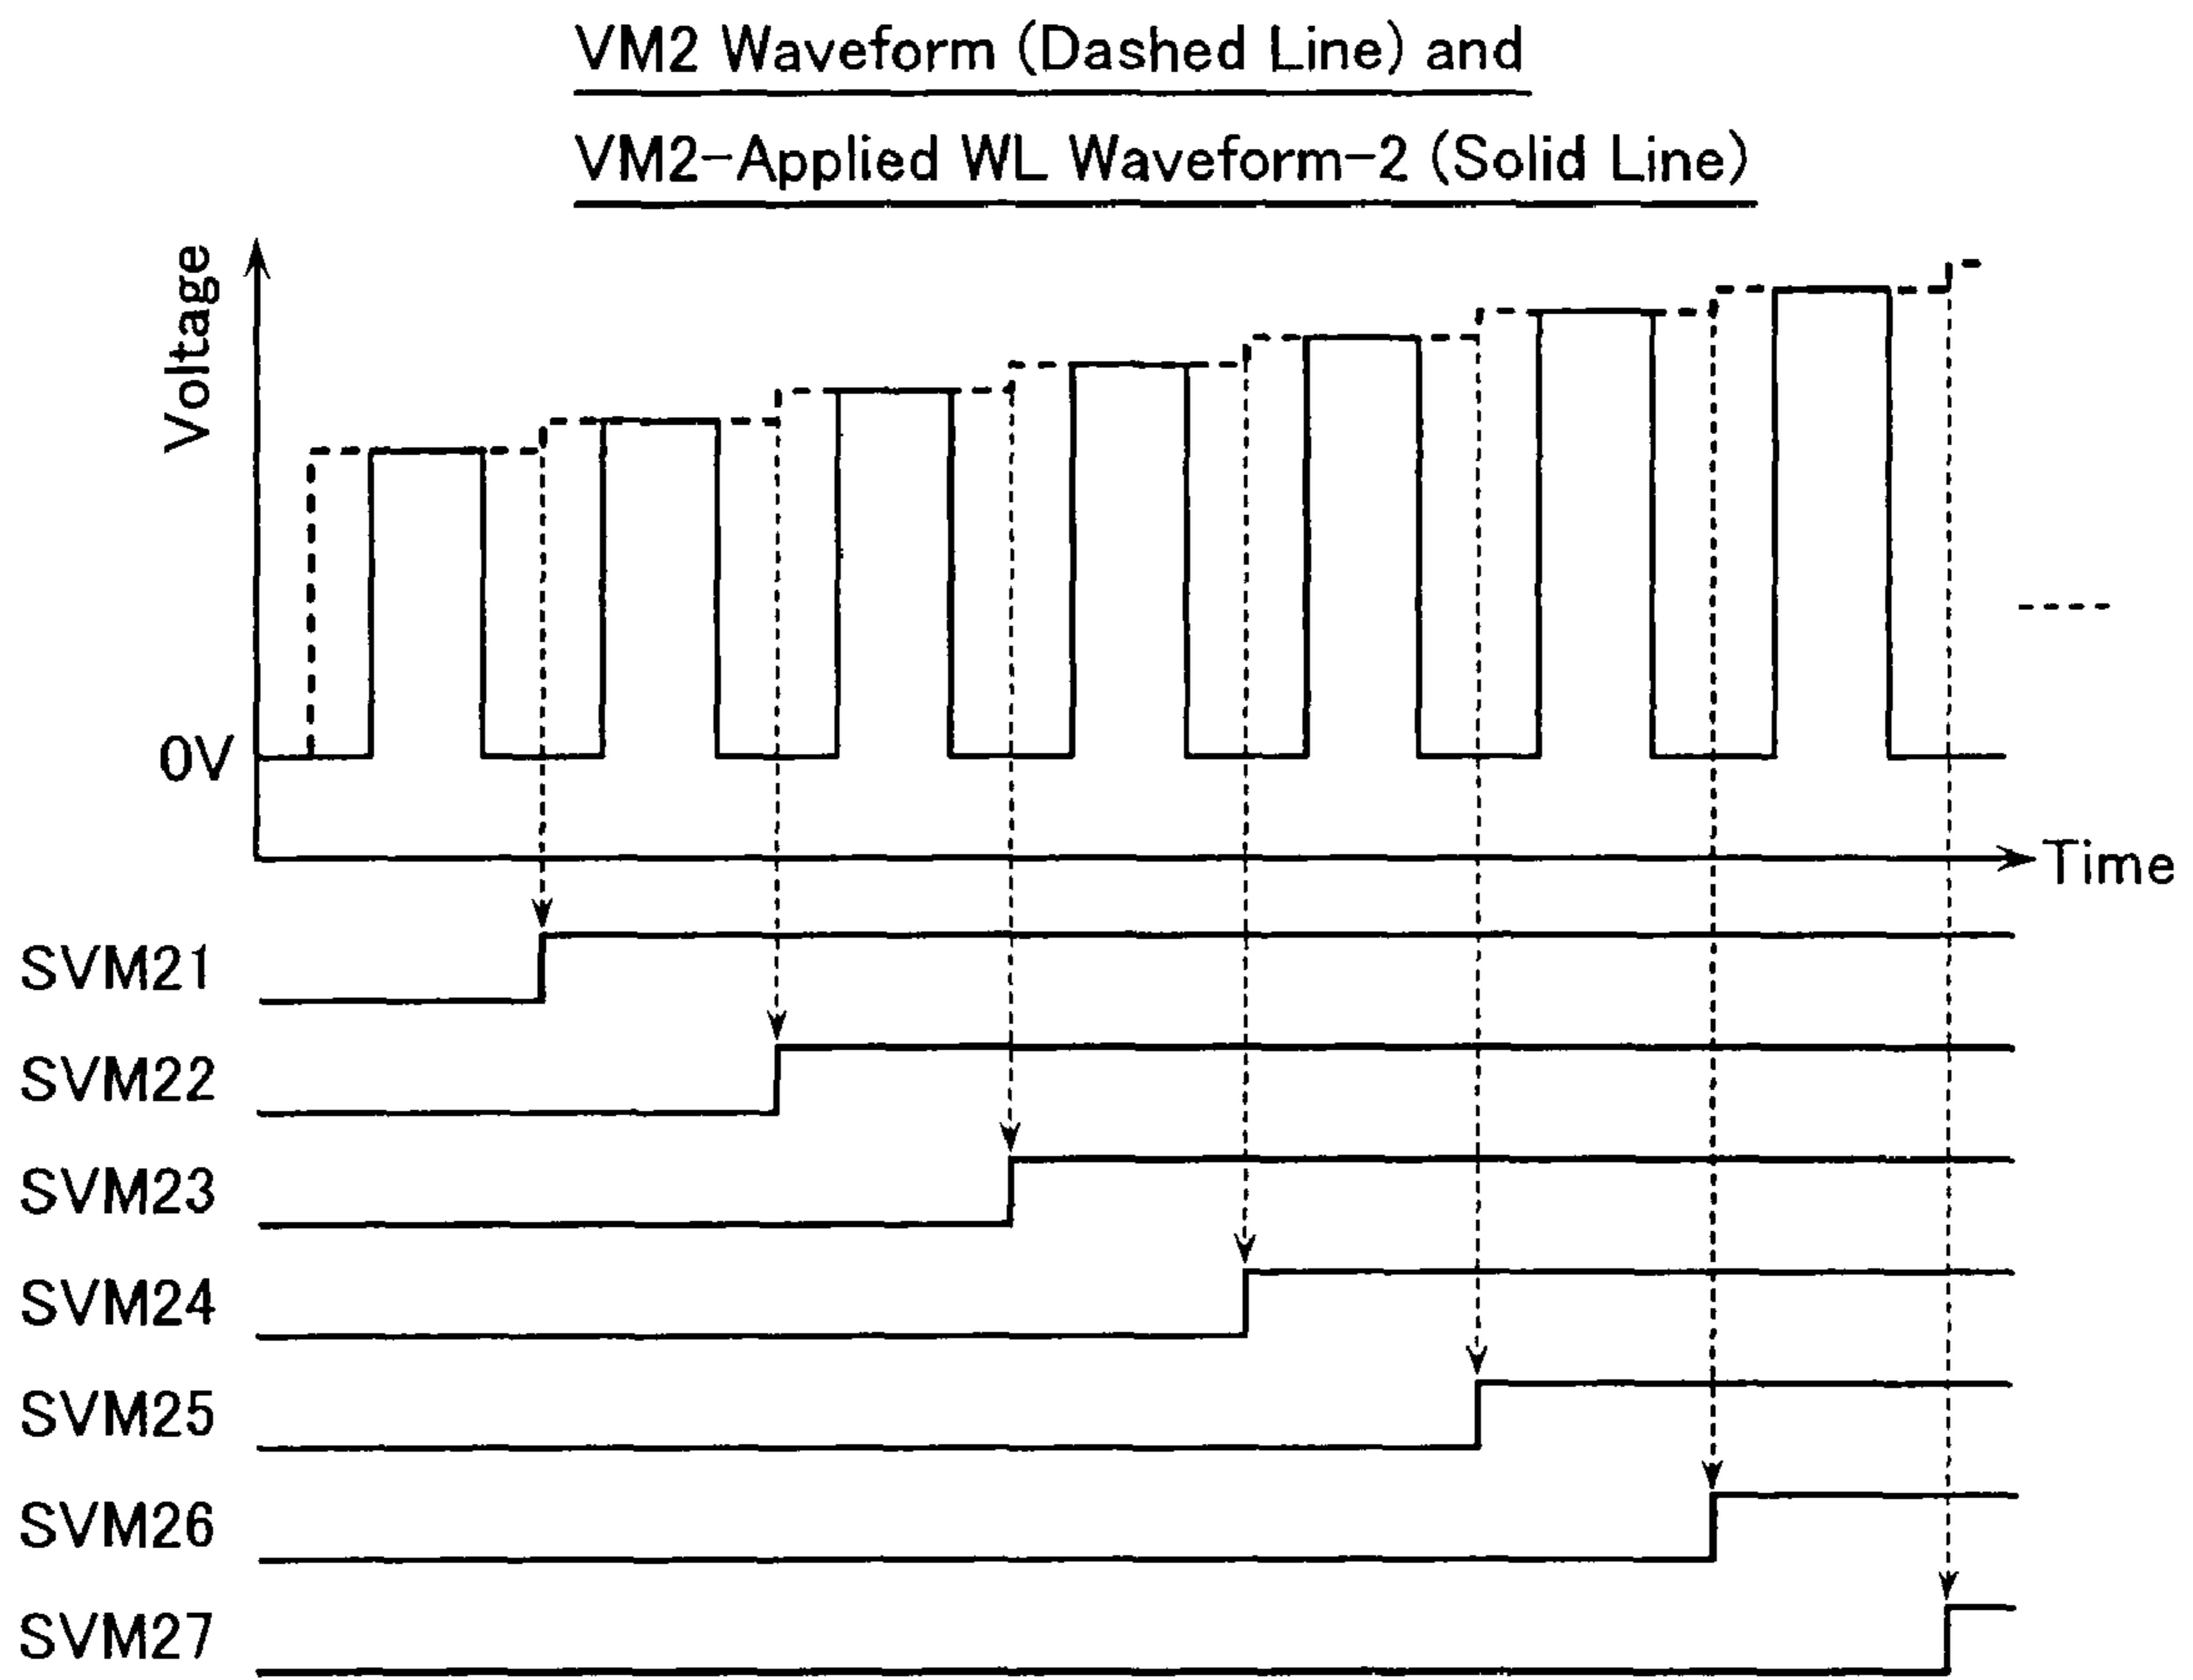 VM2 Waveform (Dashed Line) and
VM2-Applied WL Waveform-2 (Solid Line)
Voltage
0V
Time
SVM21
SVM22
SVM23
SVM24
SVM25
SVM26
SVM27